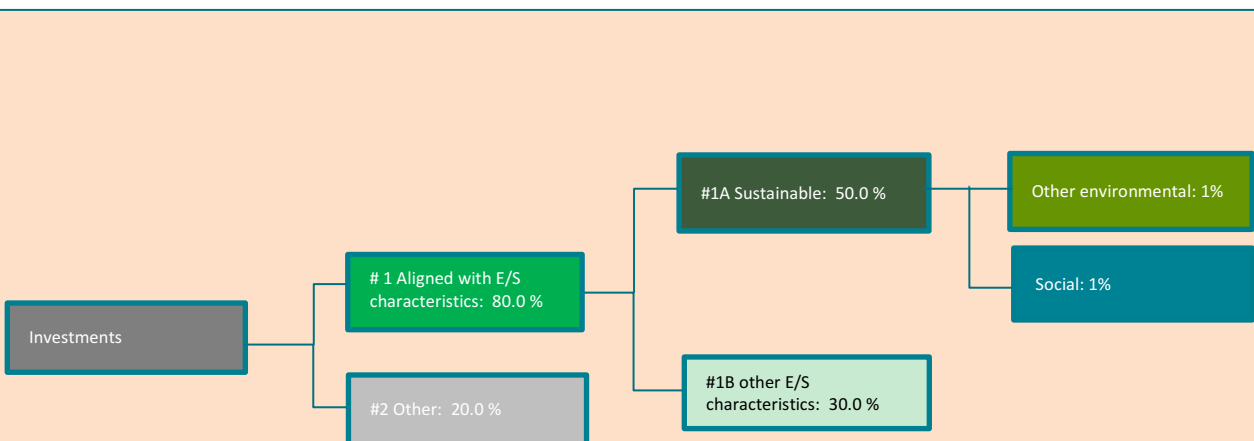 Investments
# 1 Aligned with E/S
characteristics: 80.0 %
#2 Other: 20.0 %
#1A Sustainable: 50.0 %
#1B other E/S
characteristics: 30.0 %
Other environmental: 1%
Social: 1%